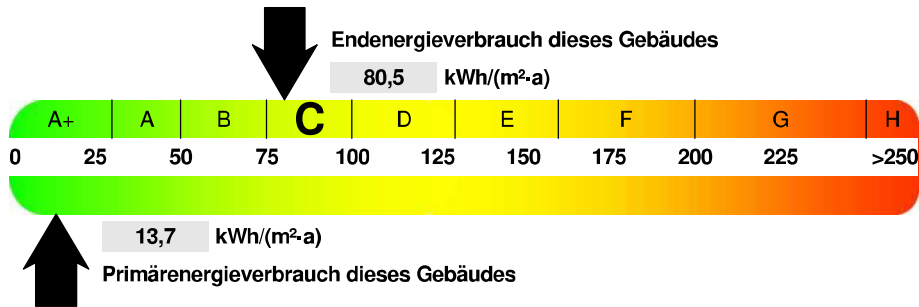 Endenergieverbrauch dieses Gebäudes
80,5 kWh/(m²·a)
A+ A B C D E F G H
0 25 50 75 100 125 150 175 200 225 >250
13,7 kWh/(m²·a)
Primärenergieverbrauch dieses Gebäudes